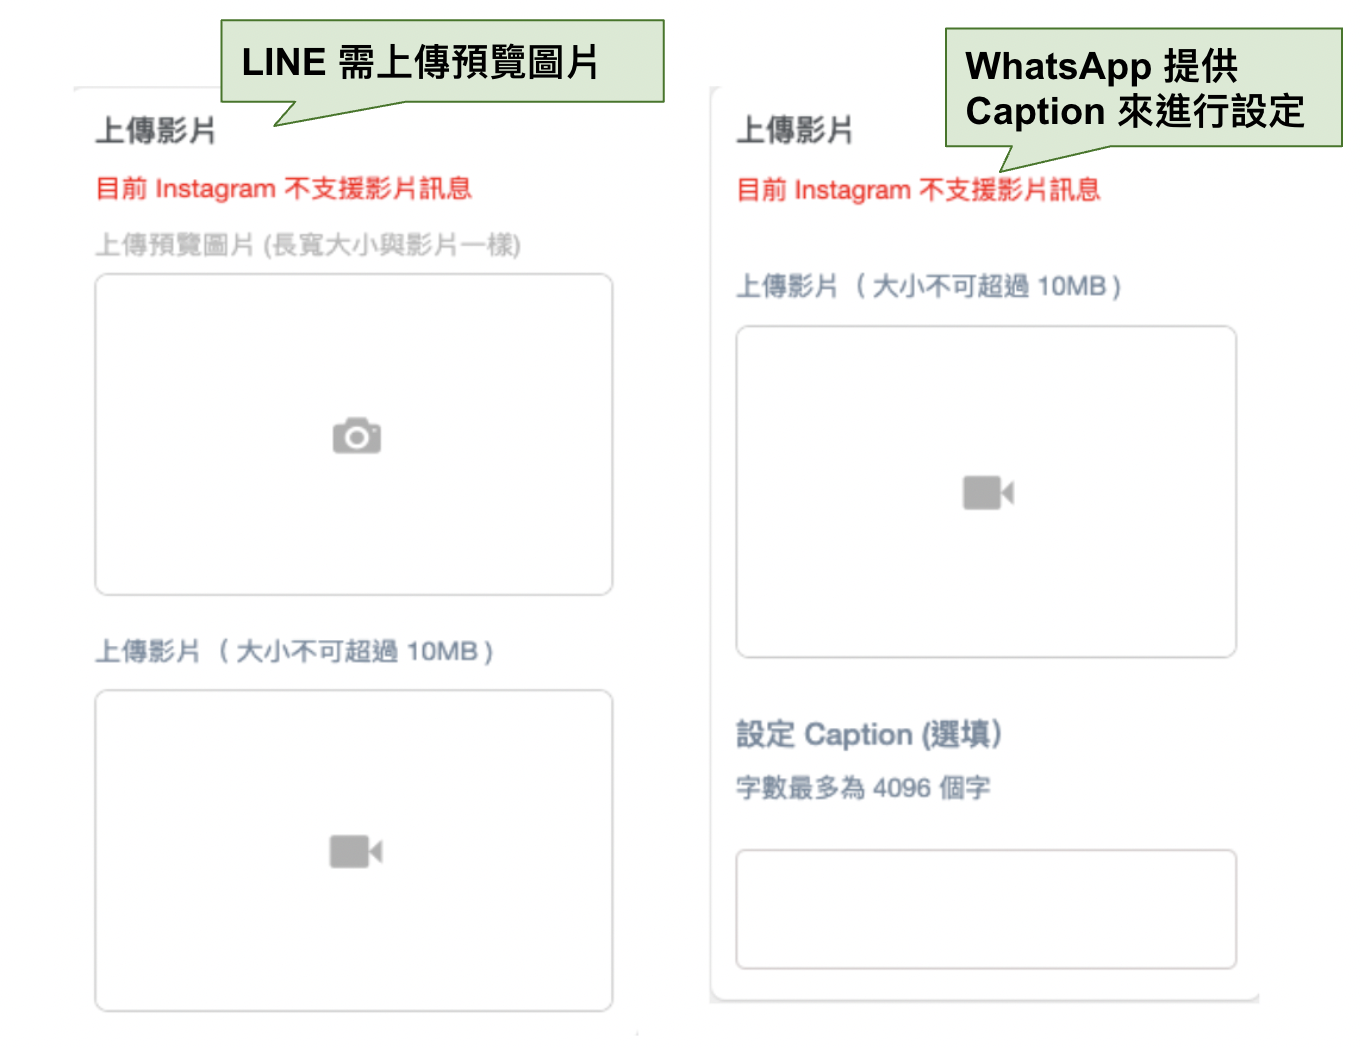 LINE 需上傳預覽圖片
上傳影片
目前 Instagram 不支援影片訊息
上傳預覽圖片 (長寬大小與影片一樣)
上傳影片 ( 大小不可超過 10MB )
WhatsApp 提供
Caption 來進行設定
上傳影片
目前 Instagram 不支援影片訊息
上傳影片 ( 大小不可超過 10MB )
設定 Caption (選填)
字數最多為 4096 個字